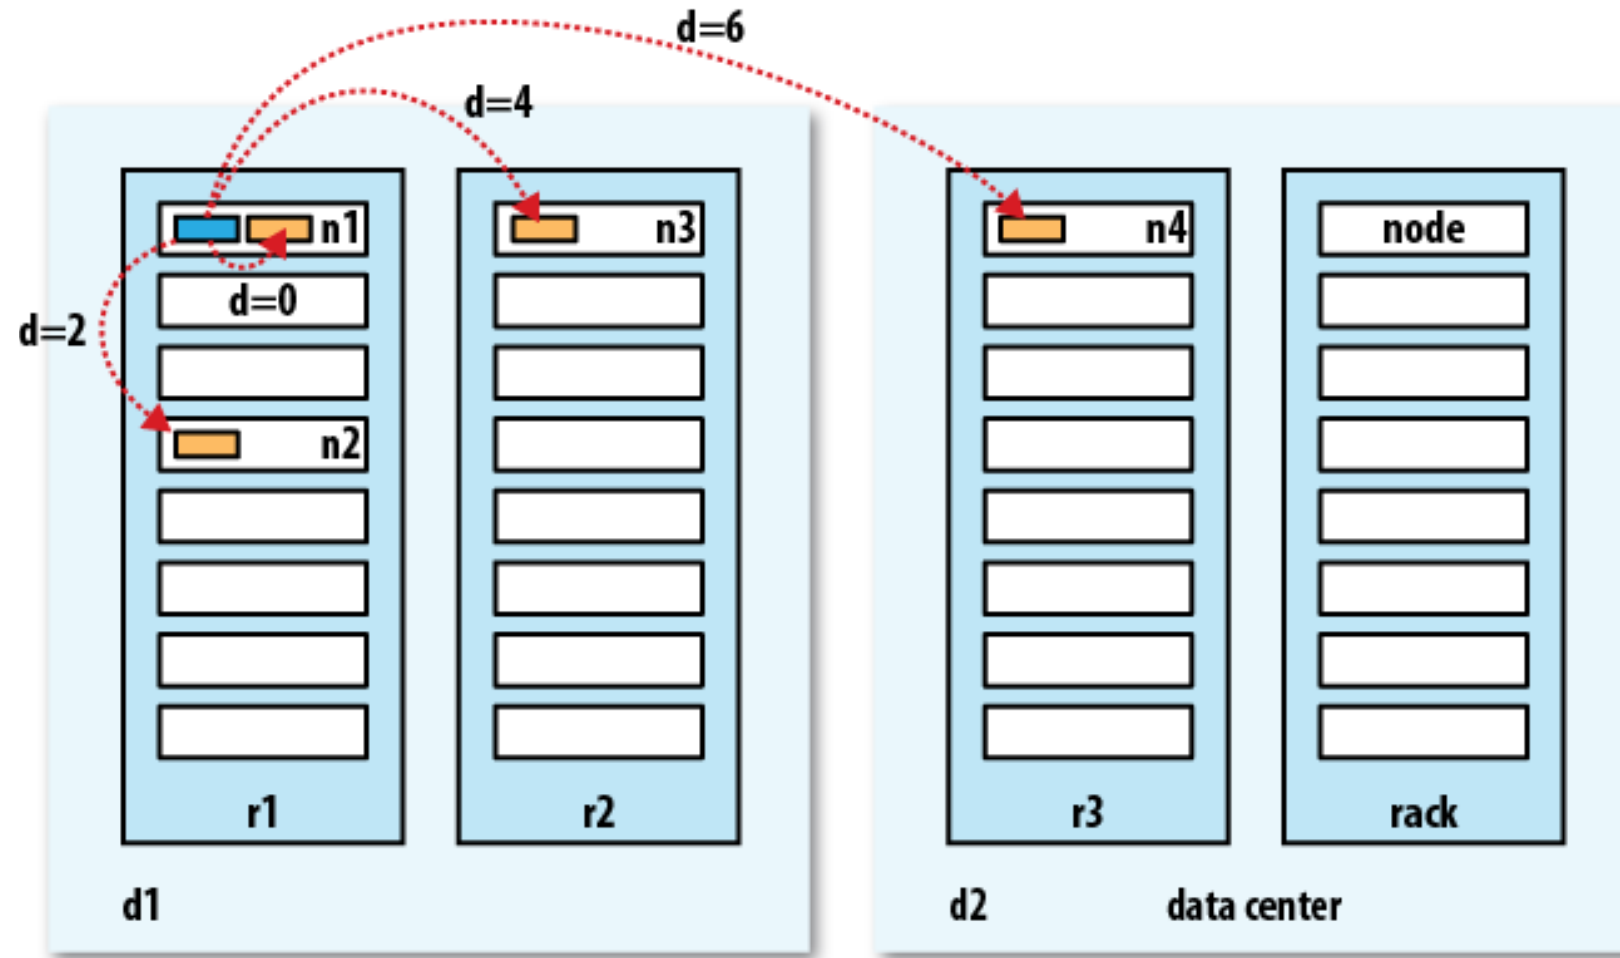 d=6
d=4
n1
n3
n4
node
d=0
d=2
n2
r1
r2
r3
rack
d1
d2
data center